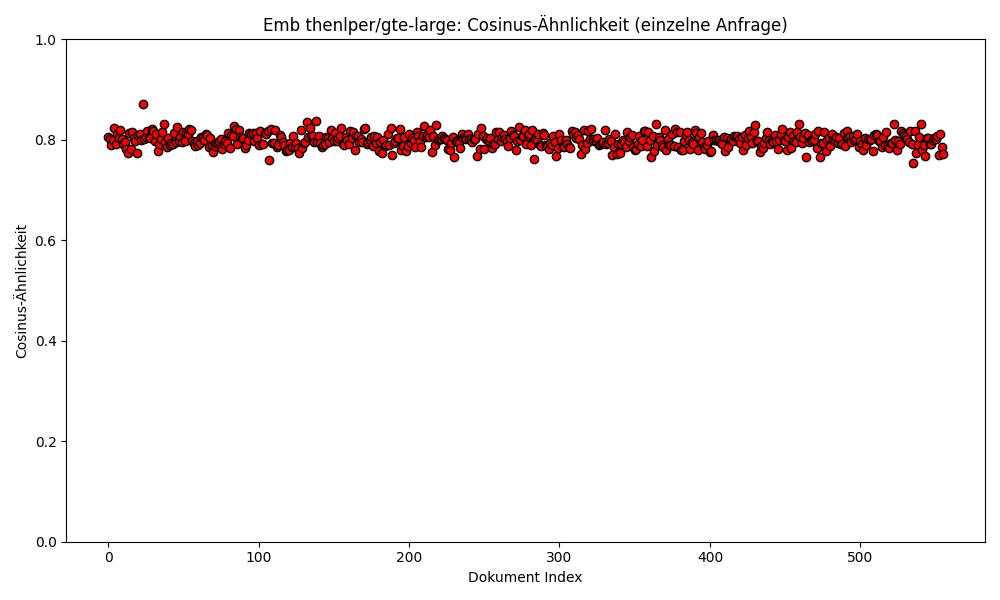 Emb thenlper/gte-large: Cosinus-Ähnlichkeit (einzelne Anfrage)
1.0
0.8
0.6
0.4
0.2
0.0
Cosinus-Ähnlichkeit
0 100 200 300 400 500
Dokument Index